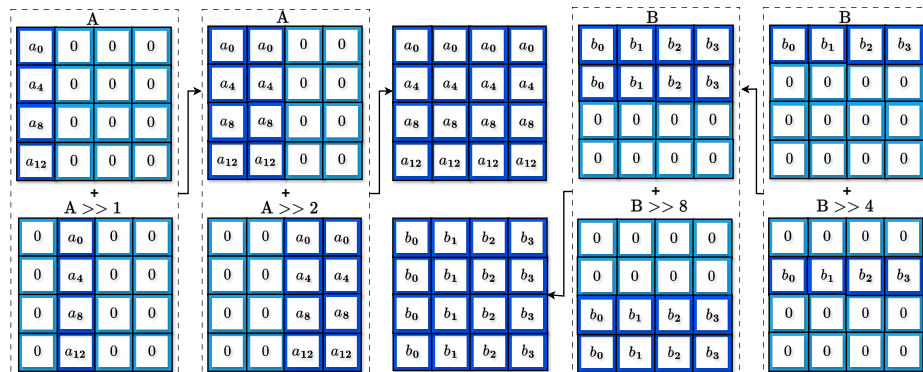 A
a0 0 0 0
a4 0 0 0
a8 0 0 0
a12 0 0 0
+
A >> 1
0 a0 0 0
0 a4 0 0
0 a8 0 0
0 a12 0 0
A
a0 a0 0 0
a4 a4 0 0
a8 a8 0 0
a12 a12 0 0
+
A >> 2
0 0 a0 a0
0 0 a4 a4
0 0 a8 a8
0 0 a12 a12
a0 a0 a0 a0
a4 a4 a4 a4
a8 a8 a8 a8
a12 a12 a12 a12
b0 b1 b2 b3
b0 b1 b2 b3
b0 b1 b2 b3
b0 b1 b2 b3
B
b0 b1 b2 b3
b0 b1 b2 b3
0 0 0 0
0 0 0 0
+
B >> 8
0 0 0 0
0 0 0 0
b0 b1 b2 b3
b0 b1 b2 b3
B
b0 b1 b2 b3
0 0 0 0
0 0 0 0
0 0 0 0
+
B >> 4
0 0 0 0
b0 b1 b2 b3
0 0 0 0
0 0 0 0